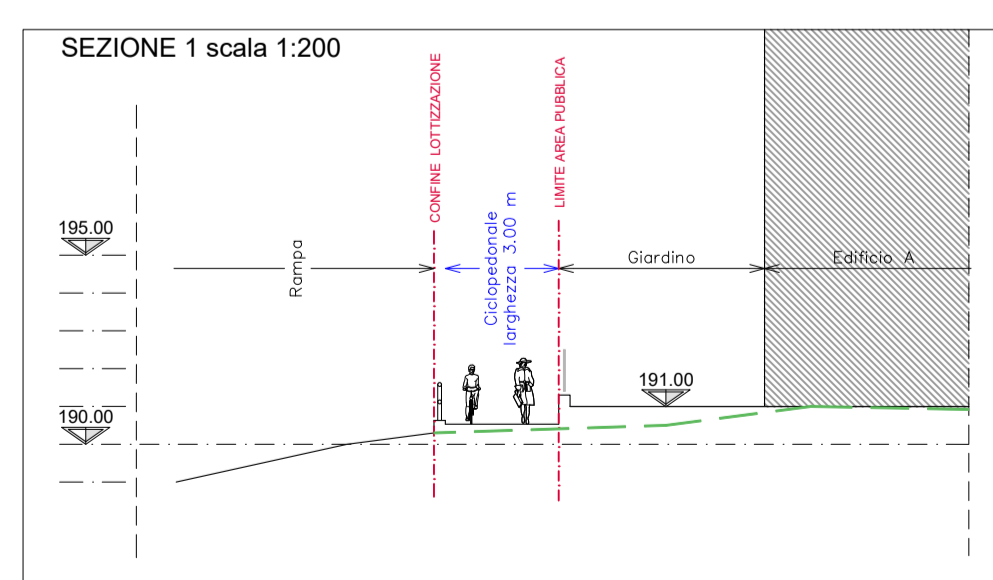 SEZIONE 1 scala 1:200
CONFINE LOTTIZZAZIONE
LIMITE AREA PUBBLICA
195.00
Rampa
Ciclopedonale
larghezza 3.00 m
Giardino
Edificio A
191.00
190.00